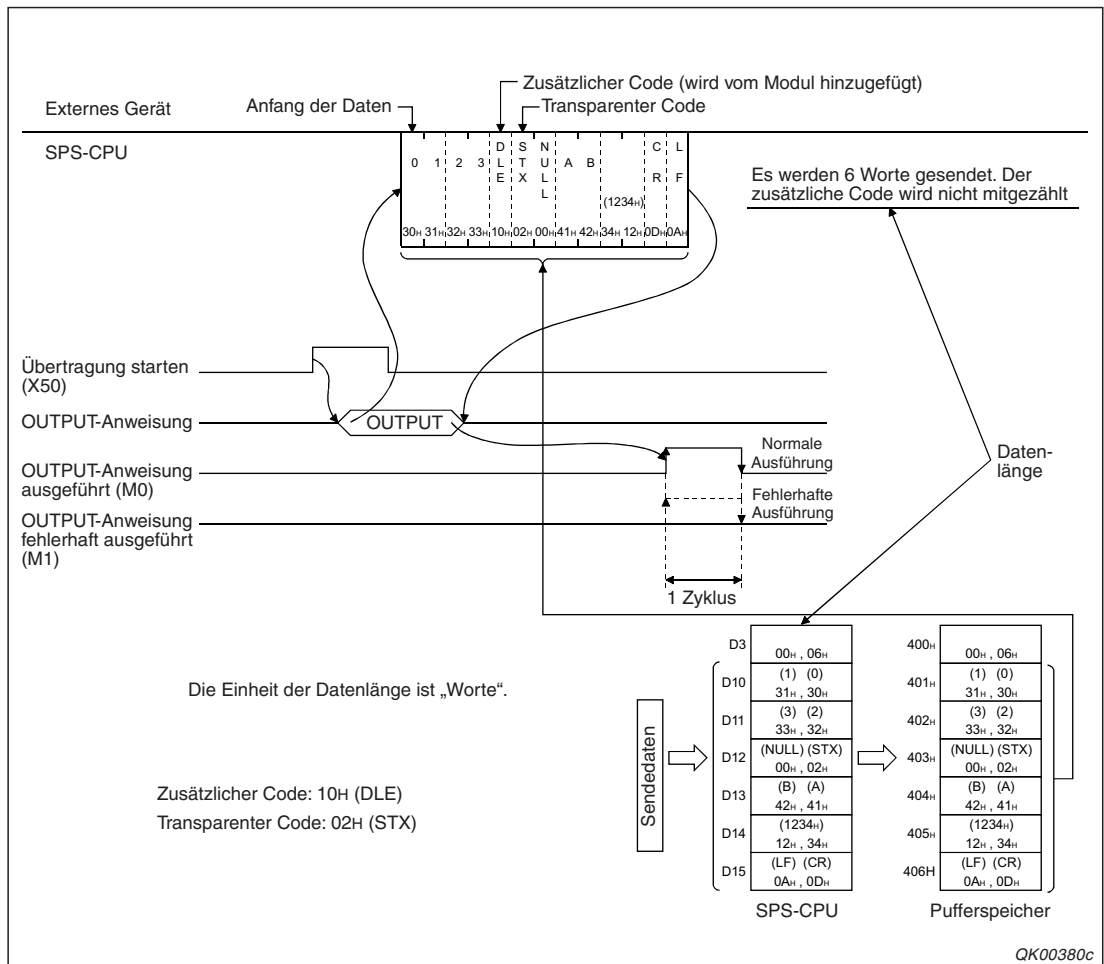 Zusätzlicher Code (wird vom Modul hinzugefügt)
Externes Gerät
Anfang der Daten
Transparenter Code
SPS-CPU
0 1 2 3 DLE STX NULL A B (1234H) CR LF
30H 31H 32H 33H 10H 02H 00H 41H 42H 34H 12H 0DH 0AH
Es werden 6 Worte gesendet. Der
zusätzliche Code wird nicht mitgezählt
Übertragung starten
(X50)
OUTPUT-Anweisung
OUTPUT
OUTPUT-Anweisung
ausgeführt (M0)
Normale
Ausführung
Daten-
länge
Fehlerhafte
Ausführung
OUTPUT-Anweisung
fehlerhaft ausgeführt
(M1)
1 Zyklus
Die Einheit der Datenlänge ist „Worte“.
Zusätzlicher Code: 10H (DLE)
Transparenter Code: 02H (STX)
Sendedaten
D3 00H , 06H
D10 (1) (0)
31H , 30H
D11 (3) (2)
33H , 32H
D12 (NULL) (STX)
00H , 02H
D13 (B) (A)
42H , 41H
D14 (1234H)
12H , 34H
D15 (LF) (CR)
0AH , 0DH
SPS-CPU
400H 00H , 06H
401H (1) (0)
31H , 30H
402H (3) (2)
33H , 32H
403H (NULL) (STX)
00H , 02H
404H (B) (A)
42H , 41H
405H (1234H)
12H , 34H
406H (LF) (CR)
0AH , 0DH
Pufferspeicher
QK00380c